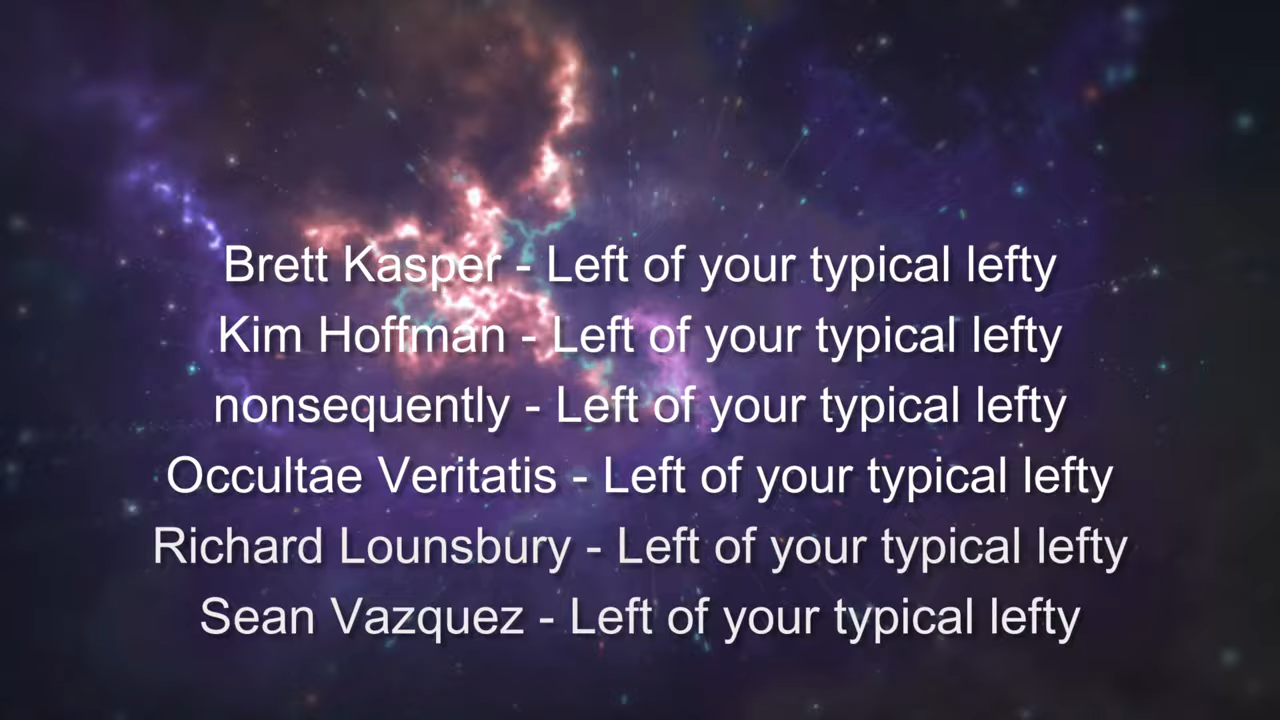 Brett Kasper - Left of your typical lefty
Kim Hoffman - Left of your typical lefty
nonsequently - Left of your typical lefty
Occultae Veritatis - Left of your typical lefty
Richard Lounsbury - Left of your typical lefty
Sean Vazquez - Left of your typical lefty